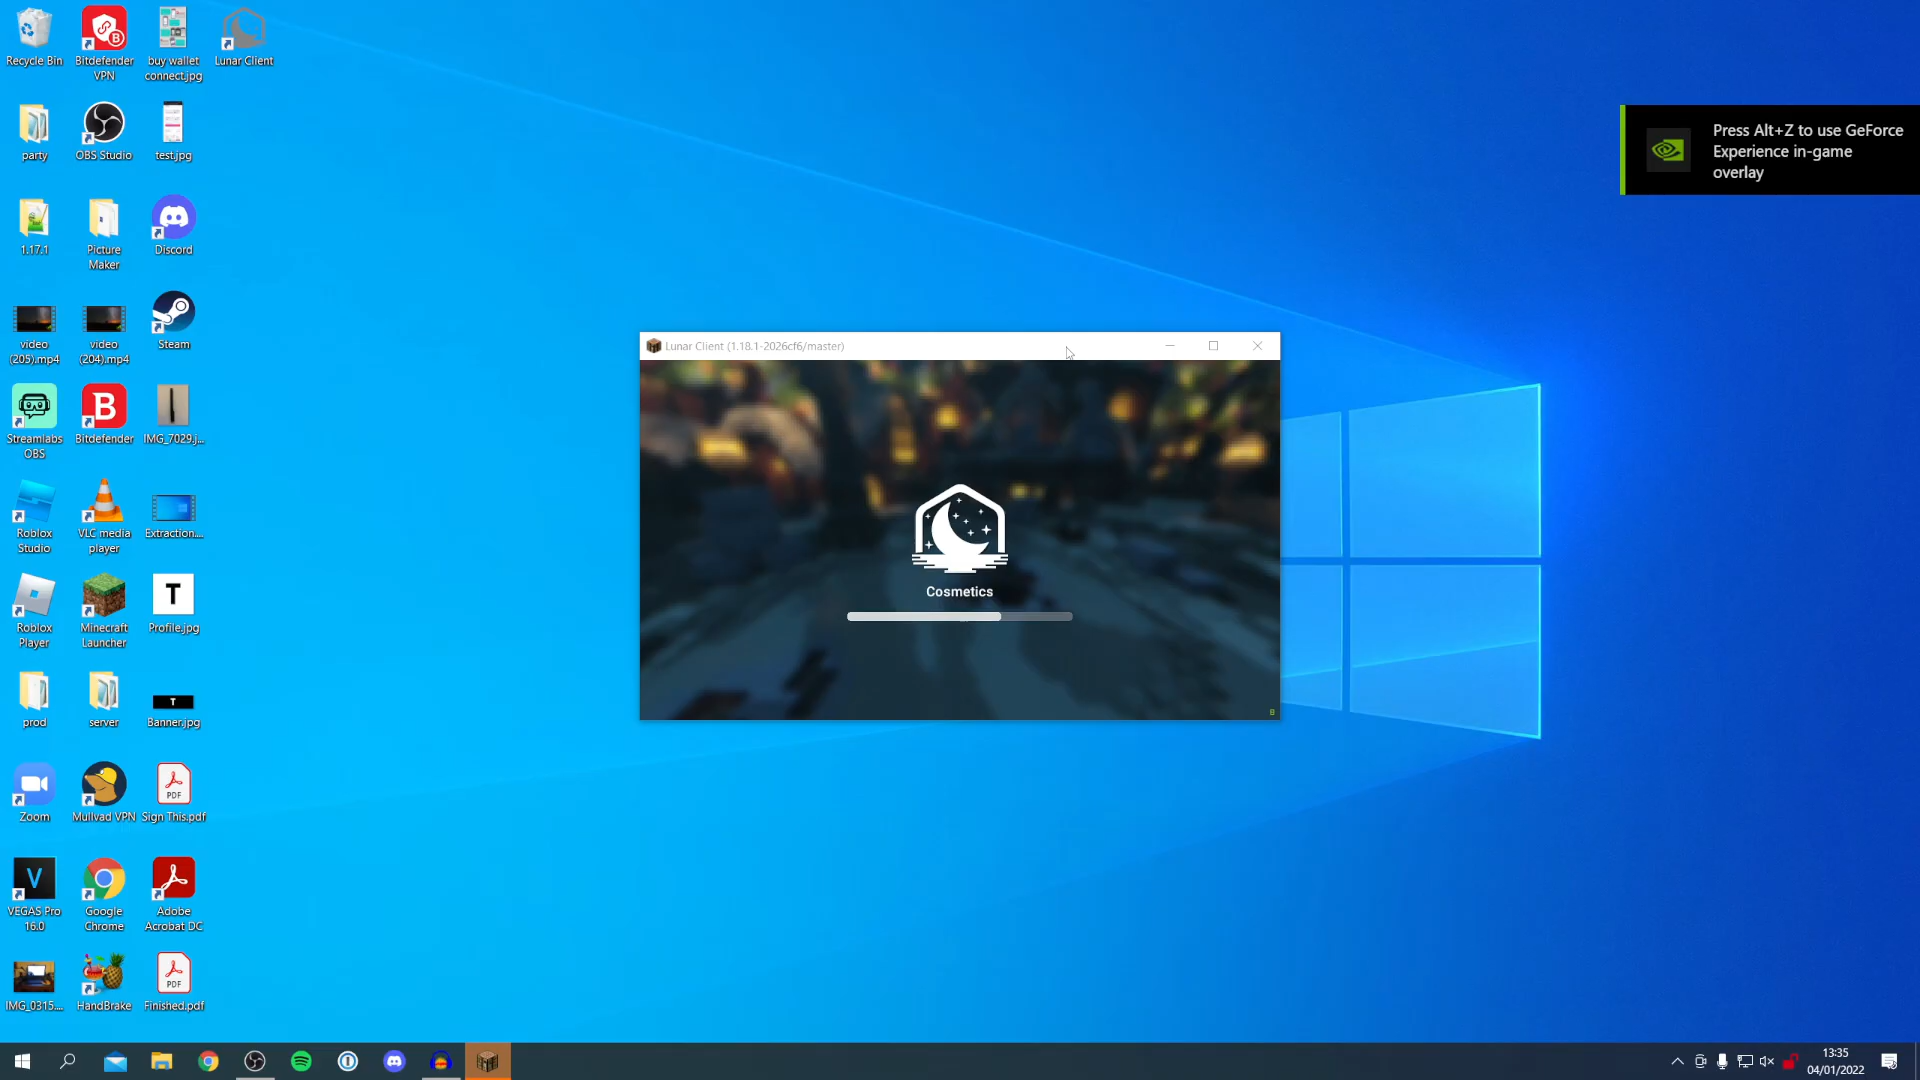 Recycle Bin
Bitdefender
VPN
buy wallet
connect.jpg
Lunar Client
party
OBS Studio
test.jpg
1.17.1
Picture
Maker
Discord
video
(205).mp4
video
(204).mp4
Steam
Streamlabs
OBS
Bitdefender
IMG_7029.j...
Roblox
Studio
VLC media
player
Extraction....
Roblox
Player
Minecraft
Launcher
T
Profile.jpg
prod
server
T
Banner.jpg
Zoom
Mullvad VPN
PDF
Sign This.pdf
VEGAS Pro
16.0
Google
Chrome
Adobe
Acrobat DC
IMG_0315....
HandBrake
PDF
Finished.pdf
Press Alt+Z to use GeForce
Experience in-game
overlay
Lunar Client (1.18.1-2026cf6/master)
Cosmetics
13:35
04/01/2022